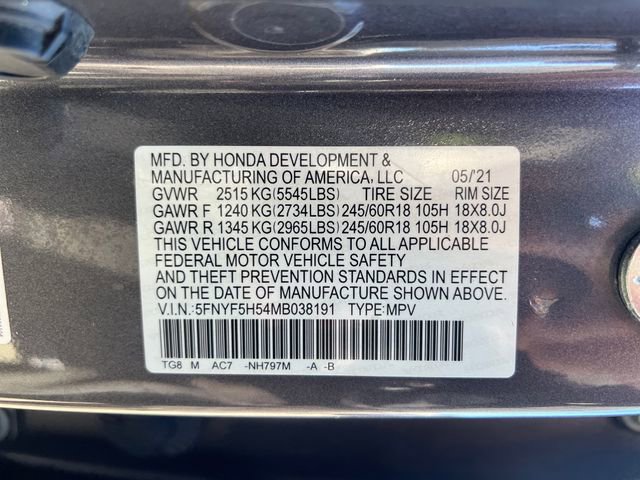 MFD. BY HONDA DEVELOPMENT &
MANUFACTURING OF AMERICA, LLC 05/'21
GVWR 2515 KG (5545LBS) TIRE SIZE RIM SIZE
GAWR F 1240 KG (2734LBS) 245/60R18 105H 18X8.0J
GAWR R 1345 KG (2965LBS) 245/60R18 105H 18X8.0J
THIS VEHICLE CONFORMS TO ALL APPLICABLE
FEDERAL MOTOR VEHICLE SAFETY
AND THEFT PREVENTION STANDARDS IN EFFECT
ON THE DATE OF MANUFACTURE SHOWN ABOVE.
V.I.N.:5FNYF5H54MB038191 TYPE:MPV
TG8 M AC7 -NH797M -A -B